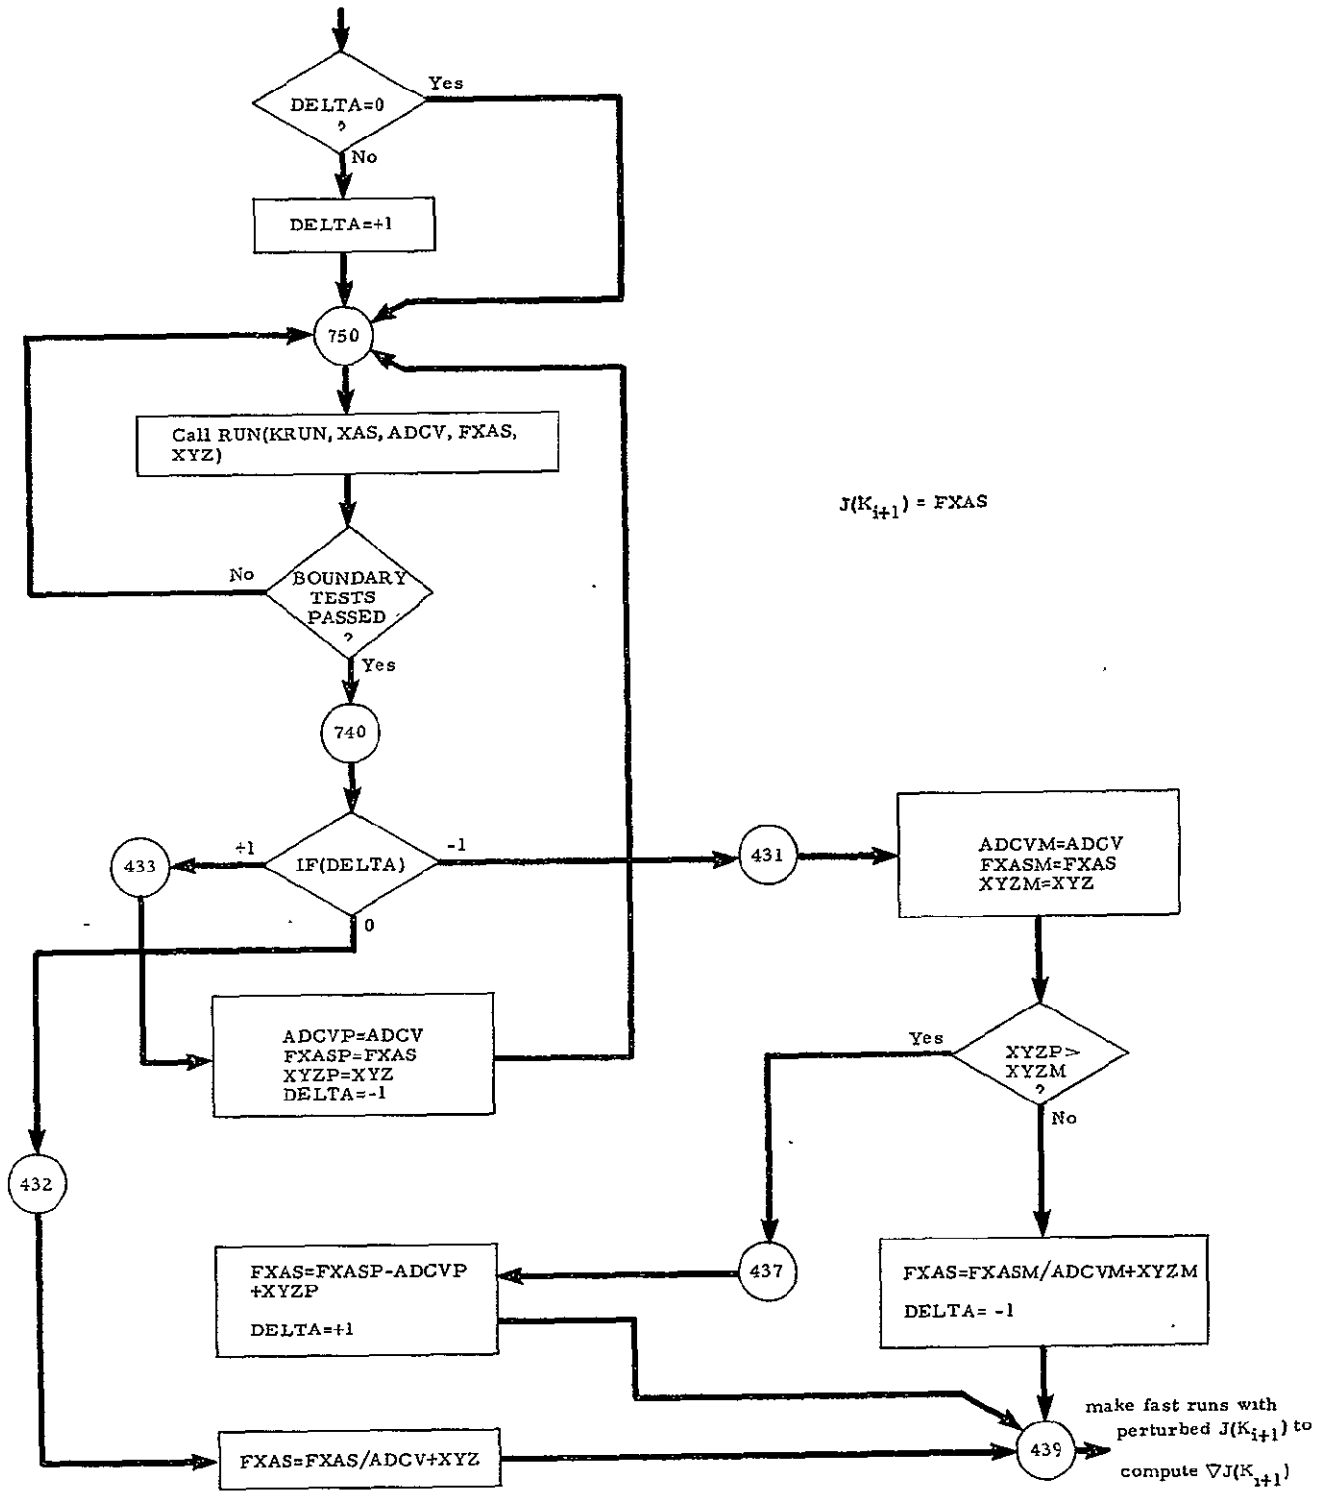 DELTA=0
?
Yes
No
DELTA=+1
750
Call RUN(KRUN, XAS, ADCV, FXAS,
XYZ)
J(Ki+1) = FXAS
No
BOUNDARY
TESTS
PASSED
?
Yes
740
433
+1
IF(DELTA)
-1
0
431
ADCVM=ADCV
FXASM=FXAS
XYZM=XYZ
ADCVP=ADCV
FXASP=FXAS
XYZP=XYZ
DELTA=-1
Yes
XYZP>
XYZM
?
No
432
437
FXAS=FXASP-ADCVP
+XYZP
DELTA=+1
FXAS=FXASM/ADCVM+XYZM
DELTA= -1
FXAS=FXAS/ADCV+XYZ
439
make fast runs with
perturbed J(Ki+1) to
compute ∇J(Ki+1)